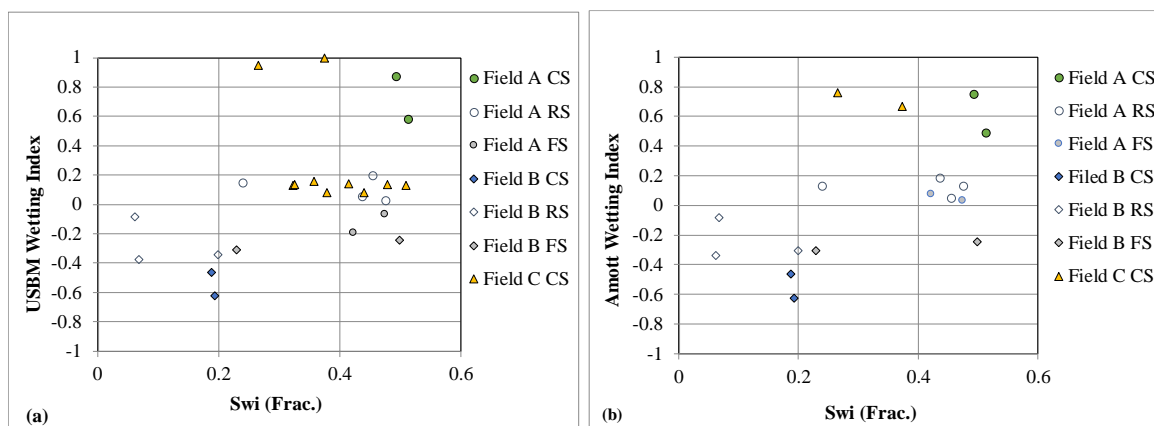 1
0.8
0.6
0.4
0.2
0
-0.2
-0.4
-0.6
-0.8
-1
USBM Wetting Index
0 0.2 0.4 0.6
Swi (Frac.)
(a)
Field A CS
Field A RS
Field A FS
Field B CS
Field B RS
Field B FS
Field C CS
1
0.8
0.6
0.4
0.2
0
-0.2
-0.4
-0.6
-0.8
-1
Amott Wetting Index
0 0.2 0.4 0.6
Swi (Frac.)
(b)
Field A CS
Field A RS
Field A FS
Filed B CS
Field B RS
Field B FS
Field C CS